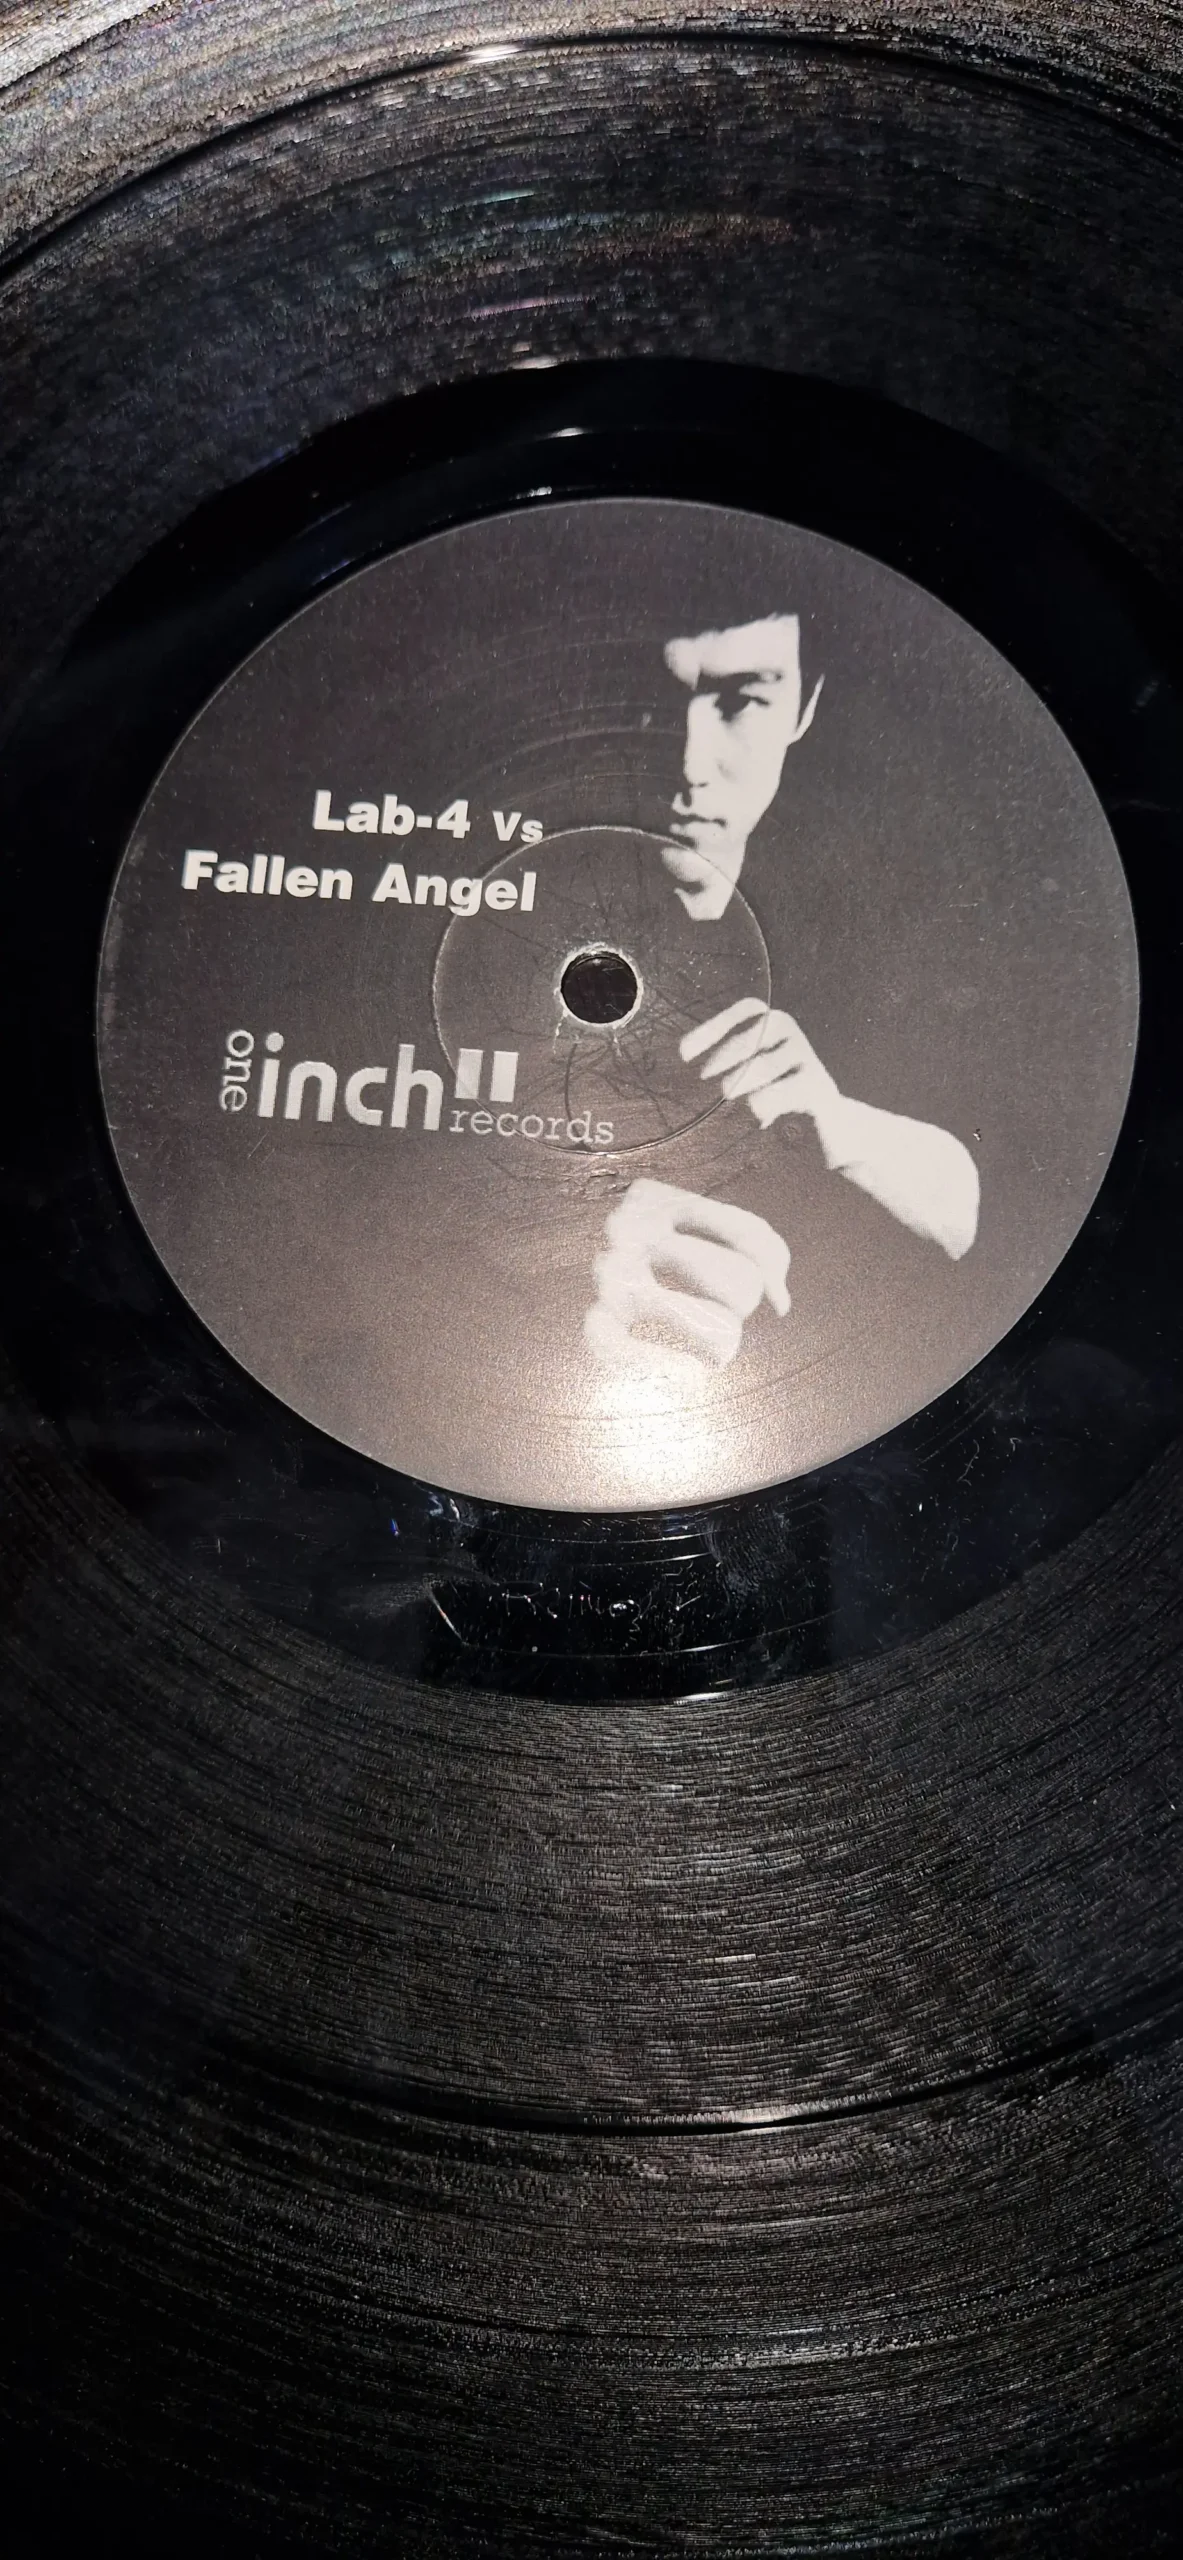 Lab-4 Vs
Fallen Angel
one inch"
records